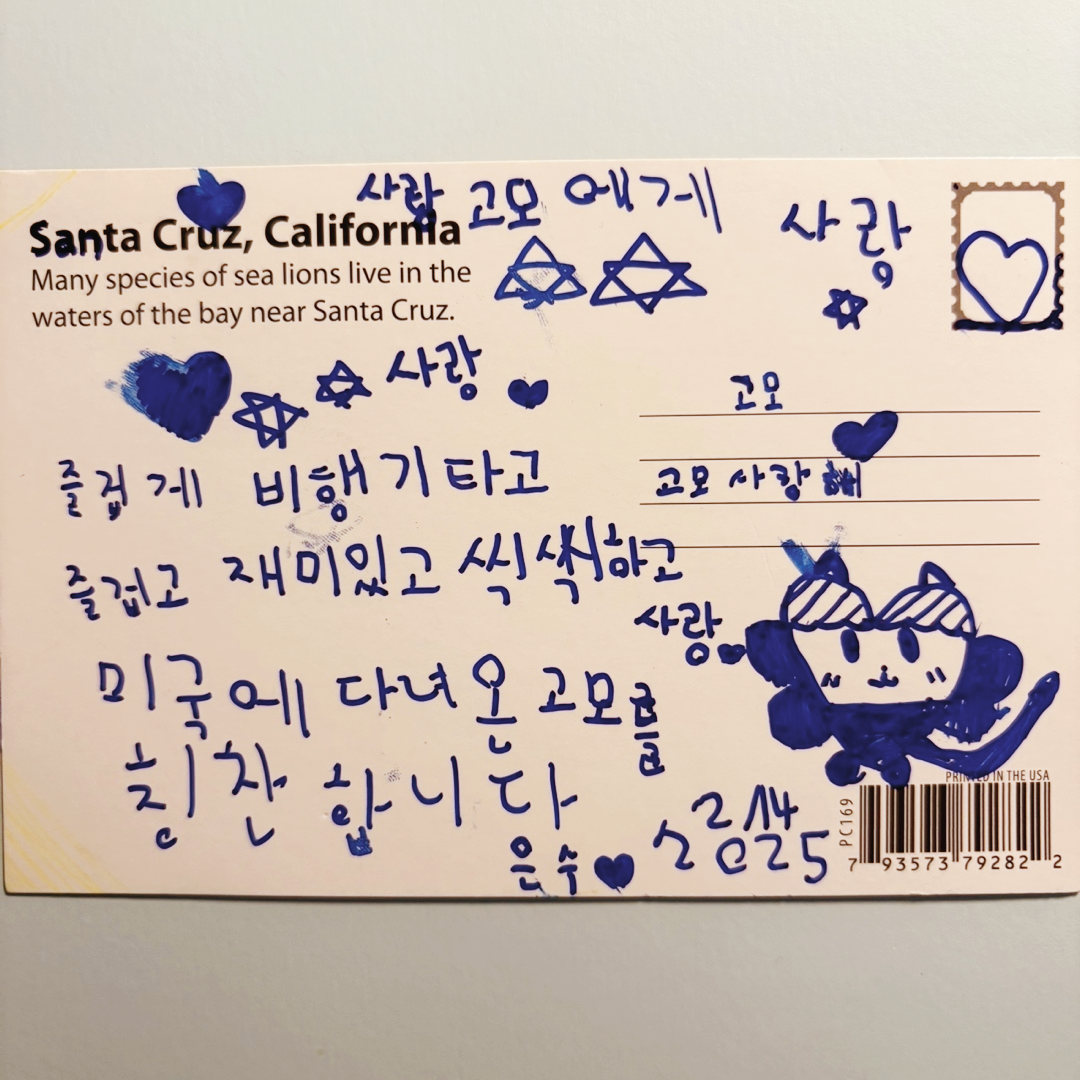 사랑 고모에게
사랑
Santa Cruz, California
Many species of sea lions live in the
waters of the bay near Santa Cruz.
사랑
고모
고모 사랑해
즐겁게 비행기 타고
즐겁고 재미있고 씩씩하고
사랑
미국에 다녀온 고모를
칭찬합니다
은수
2 14
2025
PRINTED IN THE USA
PC169
7 93573 79282 2